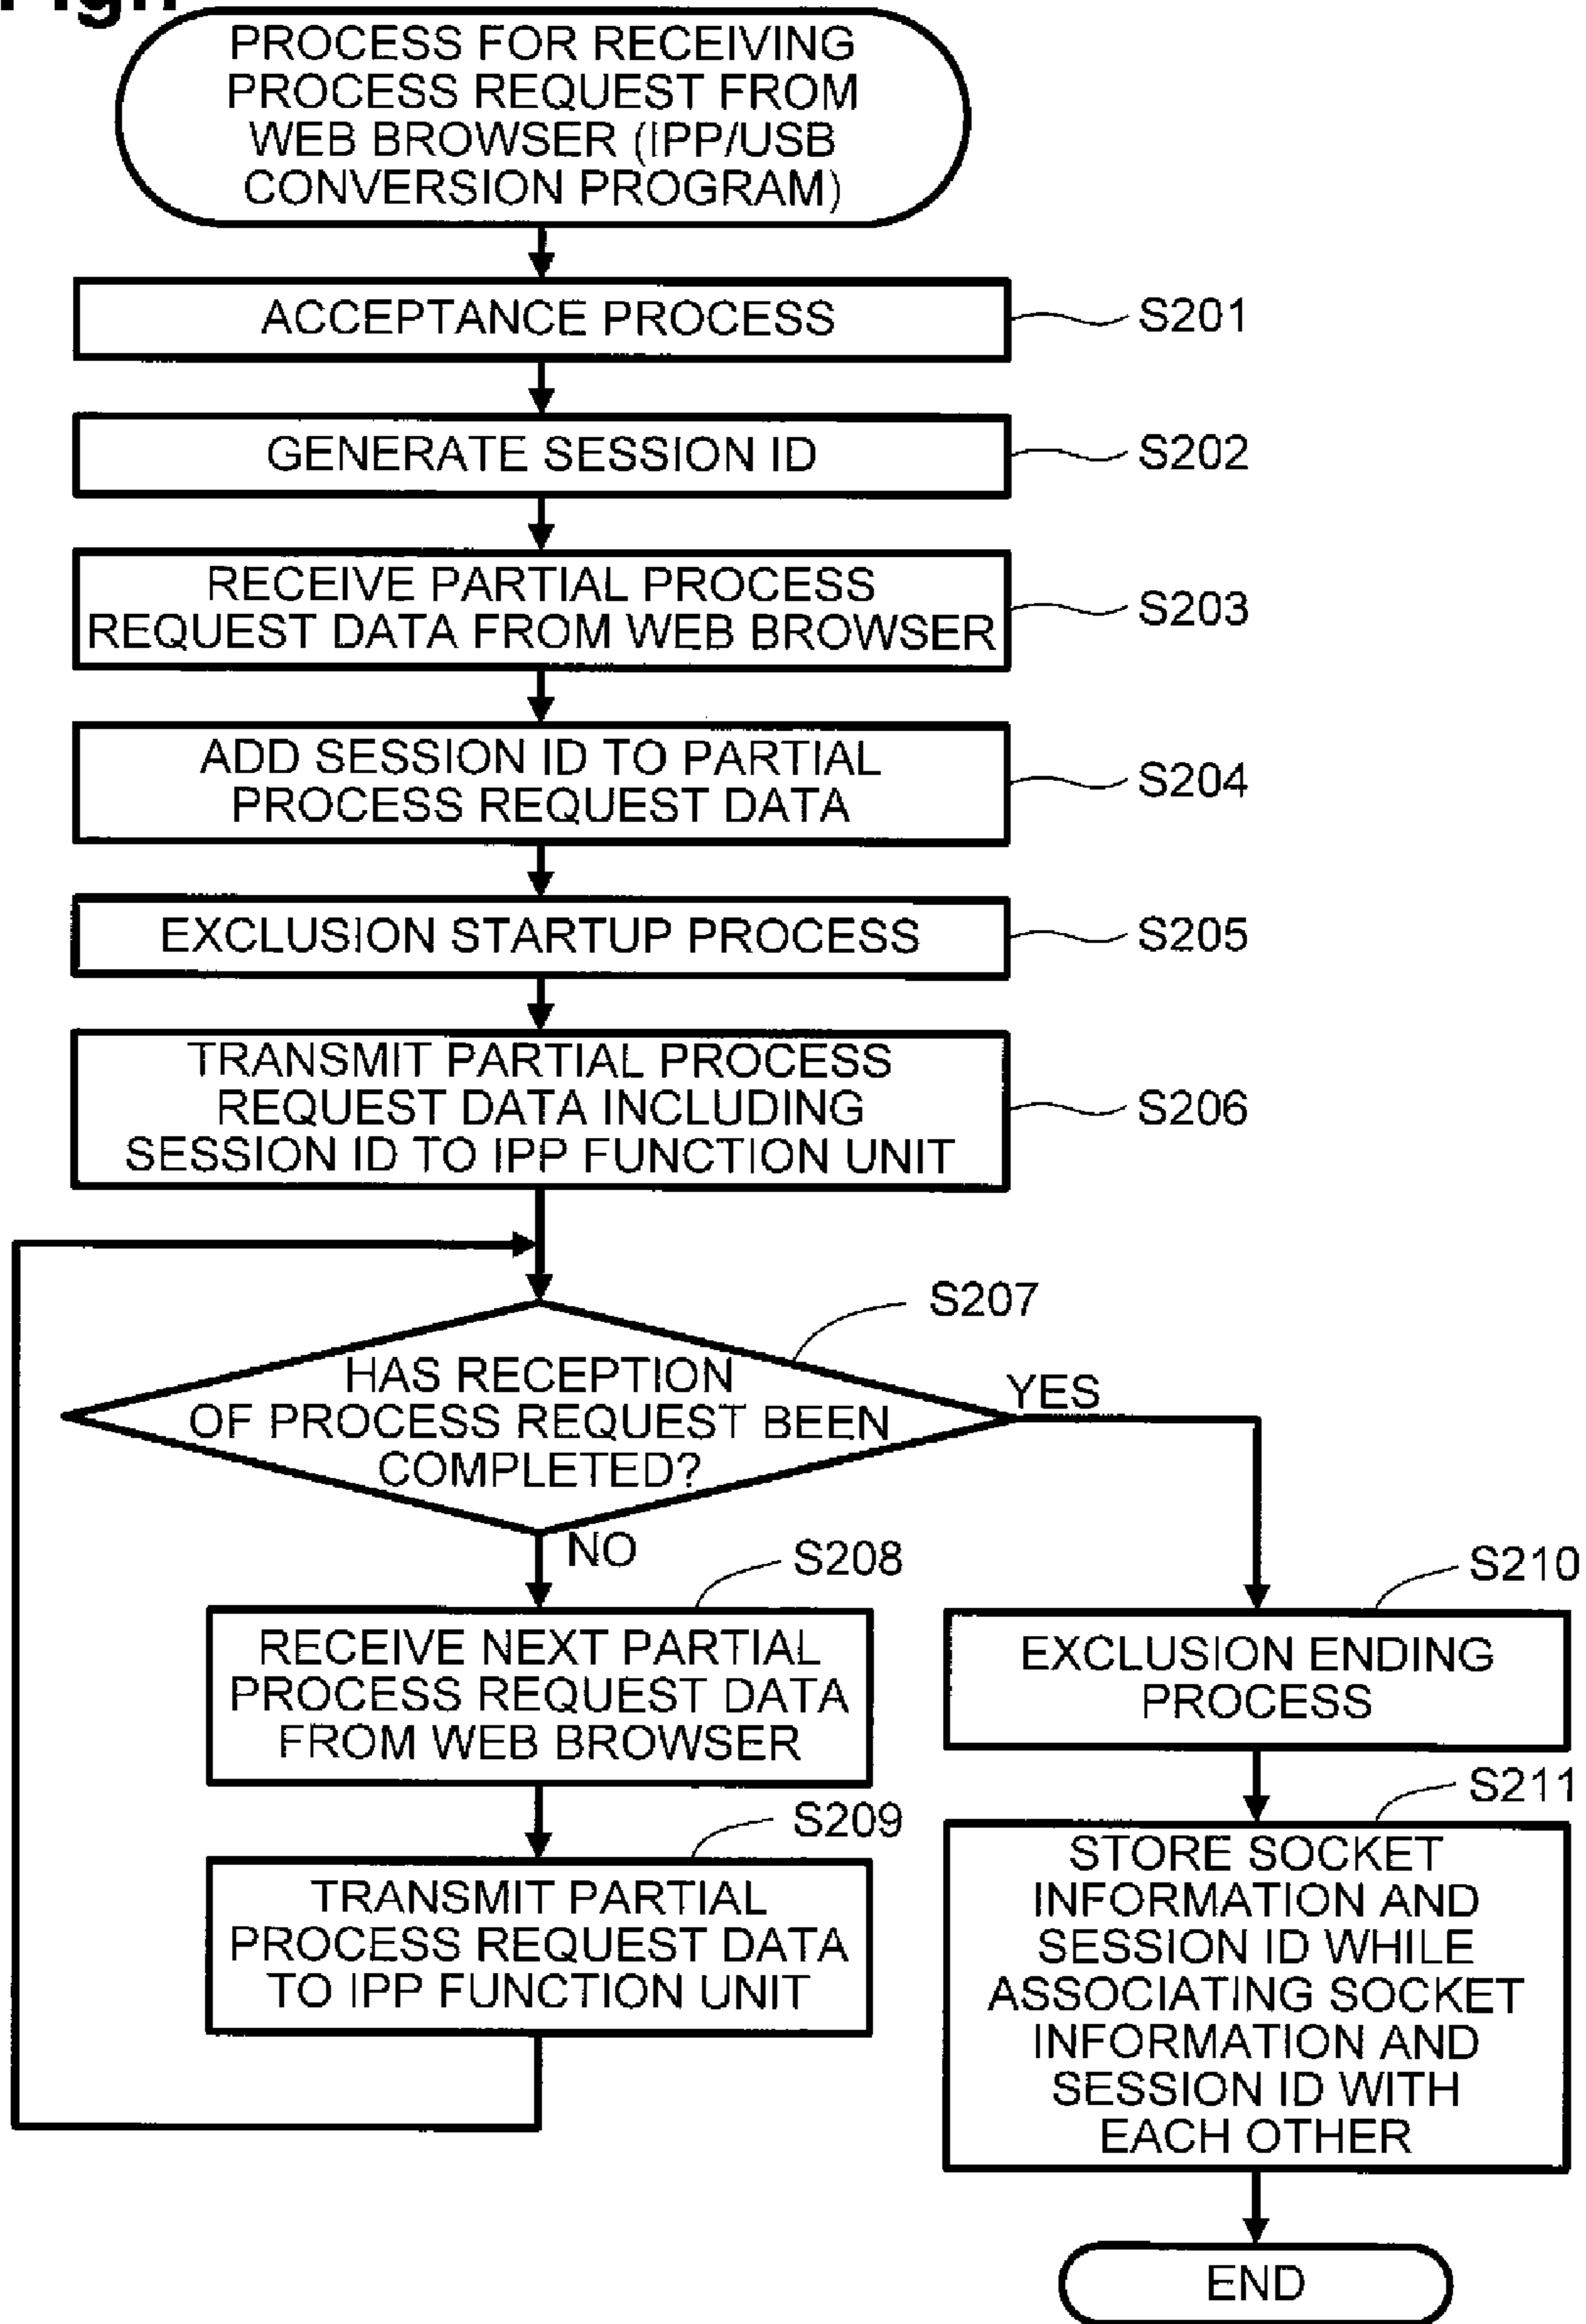 PROCESS FOR RECEIVING
PROCESS REQUEST FROM
WEB BROWSER (IPP/USB
CONVERSION PROGRAM)
ACCEPTANCE PROCESS
S201
GENERATE SESSION ID
S202
RECEIVE PARTIAL PROCESS
REQUEST DATA FROM WEB BROWSER
S203
ADD SESSION ID TO PARTIAL
PROCESS REQUEST DATA
S204
EXCLUSION STARTUP PROCESS
S205
TRANSMIT PARTIAL PROCESS
REQUEST DATA INCLUDING
SESSION ID TO IPP FUNCTION UNIT
S206
S207
HAS RECEPTION
OF PROCESS REQUEST BEEN
COMPLETED?
YES
NO
S208
RECEIVE NEXT PARTIAL
PROCESS REQUEST DATA
FROM WEB BROWSER
S209
TRANSMIT PARTIAL
PROCESS REQUEST DATA
TO IPP FUNCTION UNIT
S210
EXCLUSION ENDING
PROCESS
S211
STORE SOCKET
INFORMATION AND
SESSION ID WHILE
ASSOCIATING SOCKET
INFORMATION AND
SESSION ID WITH
EACH OTHER
END